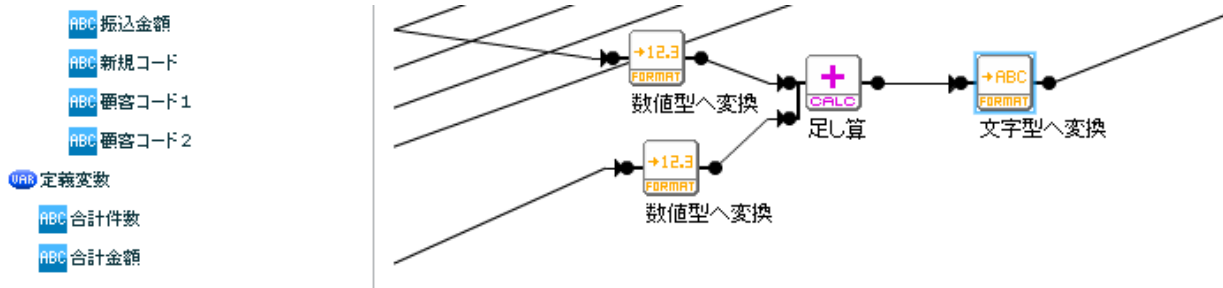 ABC 振込金額
ABC 新規コード
ABC 顧客コード1
ABC 顧客コード2
VAR 定義変数
ABC 合計件数
ABC 合計金額
→12.3
FORMAT
数値型へ変換
→12.3
FORMAT
数値型へ変換
+
CALC
足し算
→ABC
FORMAT
文字型へ変換